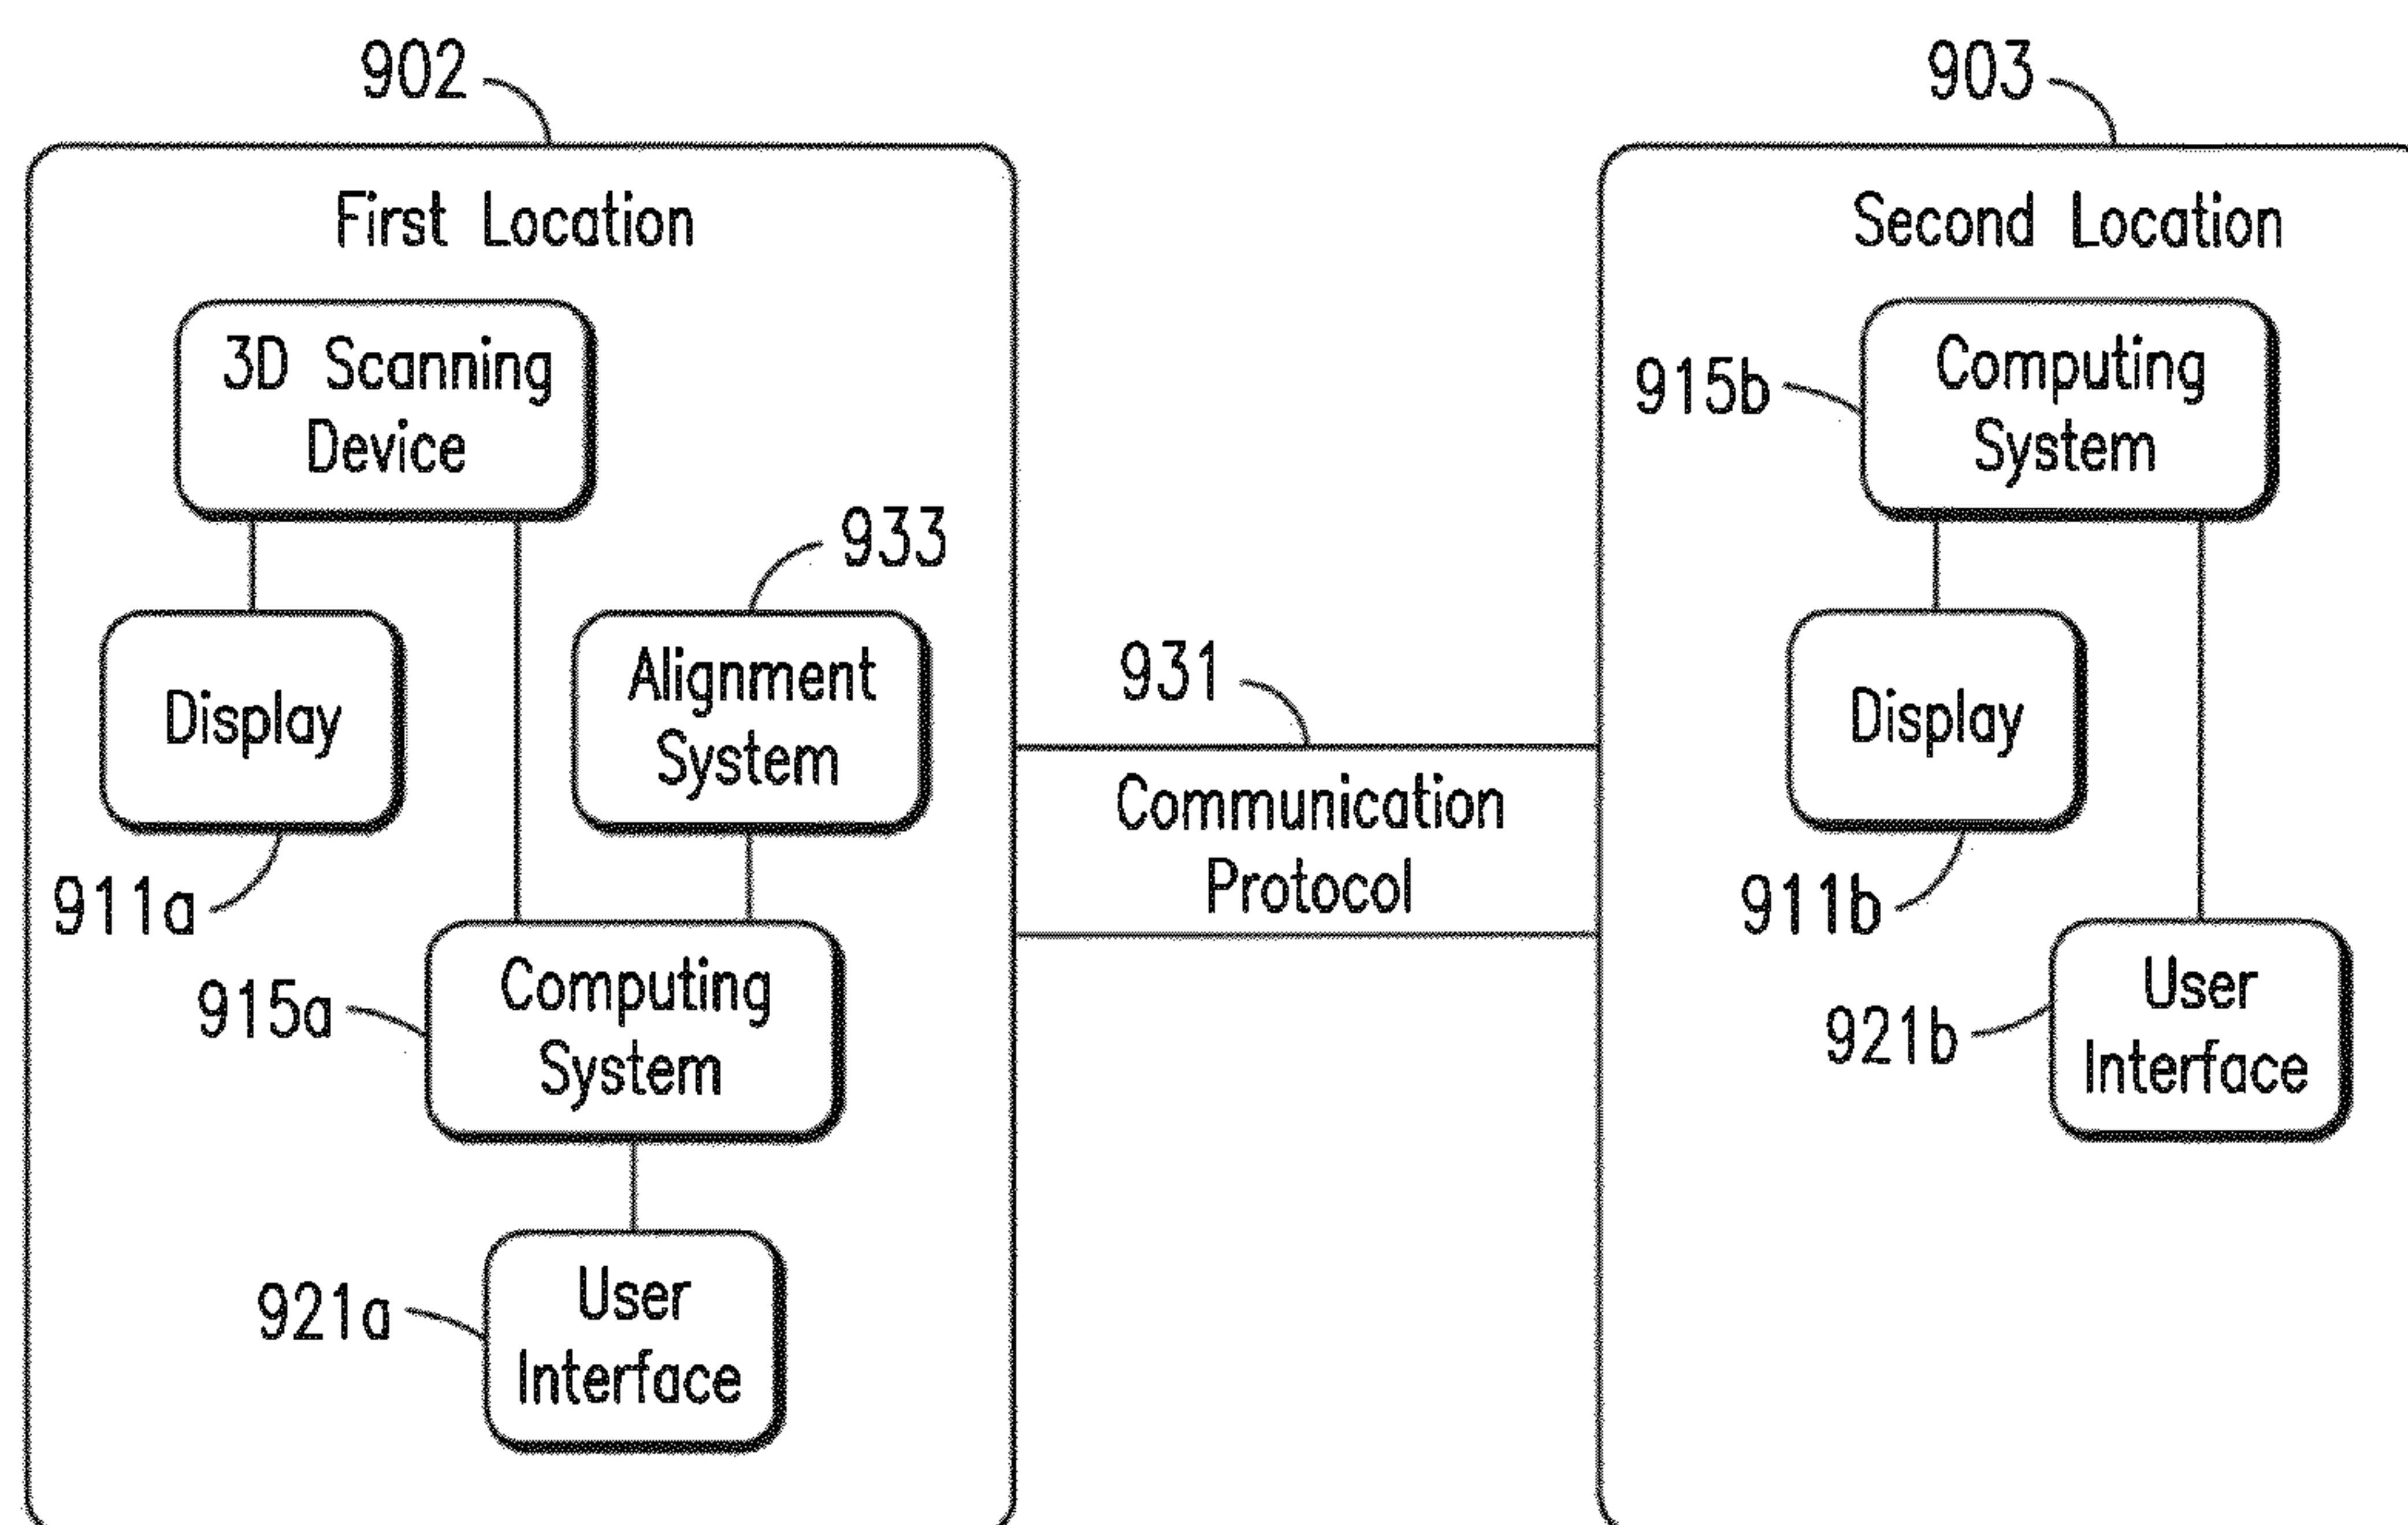 902
First Location
3D Scanning
Device
933
Display
Alignment
System
911a
915a
Computing
System
921a
User
Interface
931
Communication
Protocol
903
Second Location
915b
Computing
System
Display
911b
921b
User
Interface